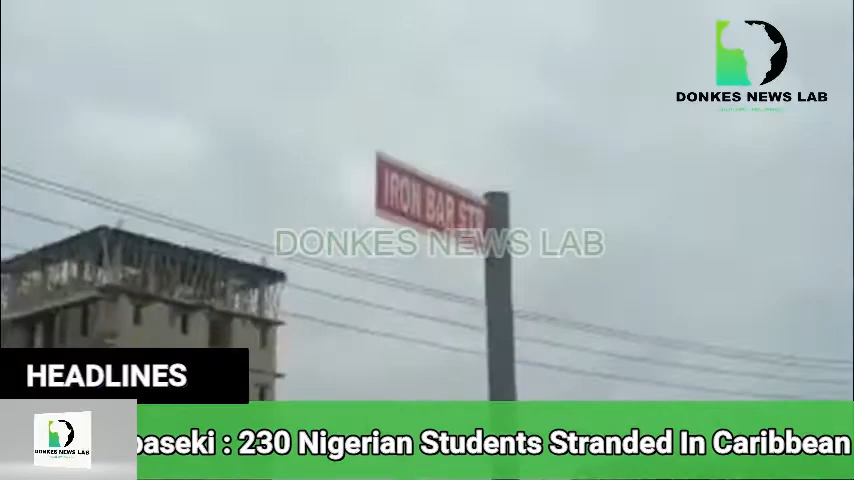 DONKES NEWS LAB
IRON BAR STR
DONKES NEWS LAB
HEADLINES
DONKES NEWS LAB
baseki : 230 Nigerian Students Stranded In Caribbean